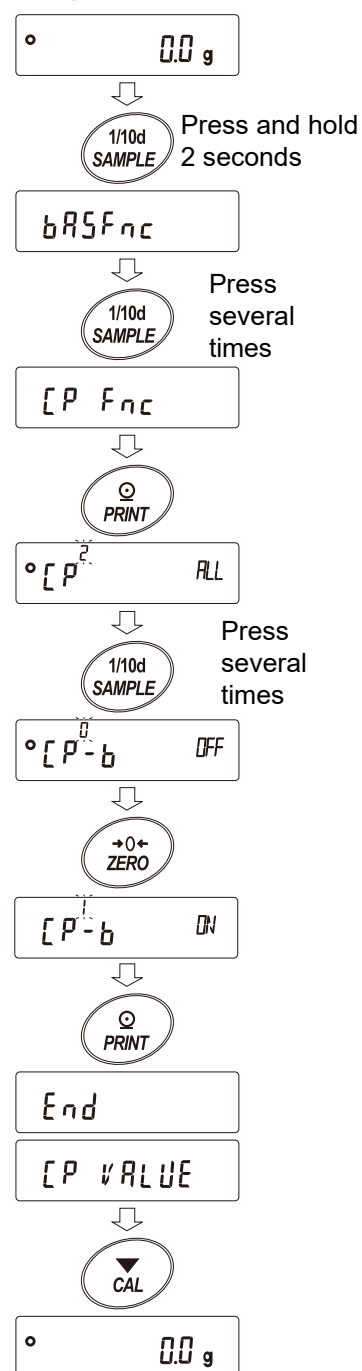 0.0 g
1/10d
SAMPLE
Press and hold
2 seconds
bASFnc
1/10d
SAMPLE
Press
several
times
CP Fnc
PRINT
2
CP ALL
1/10d
SAMPLE
Press
several
times
0
CP-b OFF
→0←
ZERO
1
CP-b ON
PRINT
End
CP VALUE
CAL
0.0 g